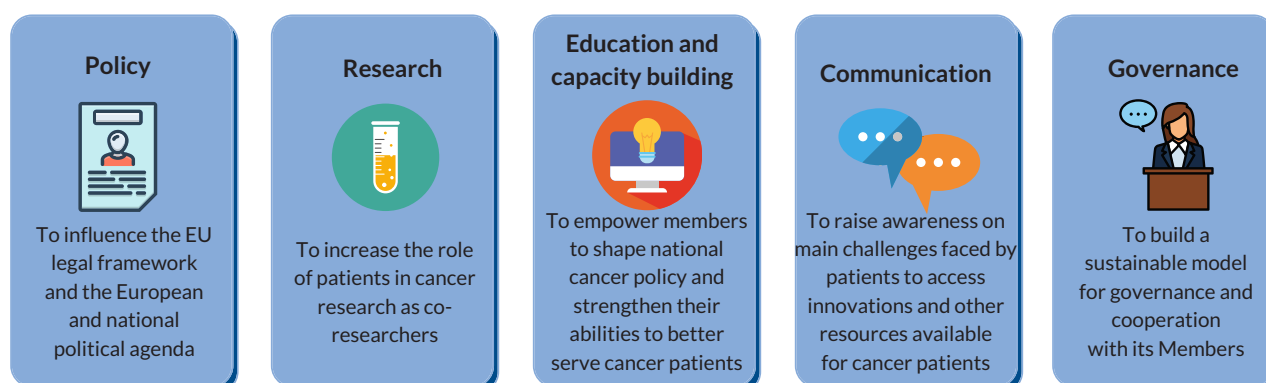 Policy
To influence the EU
legal framework
and the European
and national
political agenda
Research
To increase the role
of patients in cancer
research as co-
researchers
Education and
capacity building
To empower members
to shape national
cancer policy and
strengthen their
abilities to better
serve cancer patients
Communication
To raise awareness on
main challenges faced by
patients to access
innovations and other
resources available
for cancer patients
Governance
To build a
sustainable model
for governance and
cooperation
with its Members